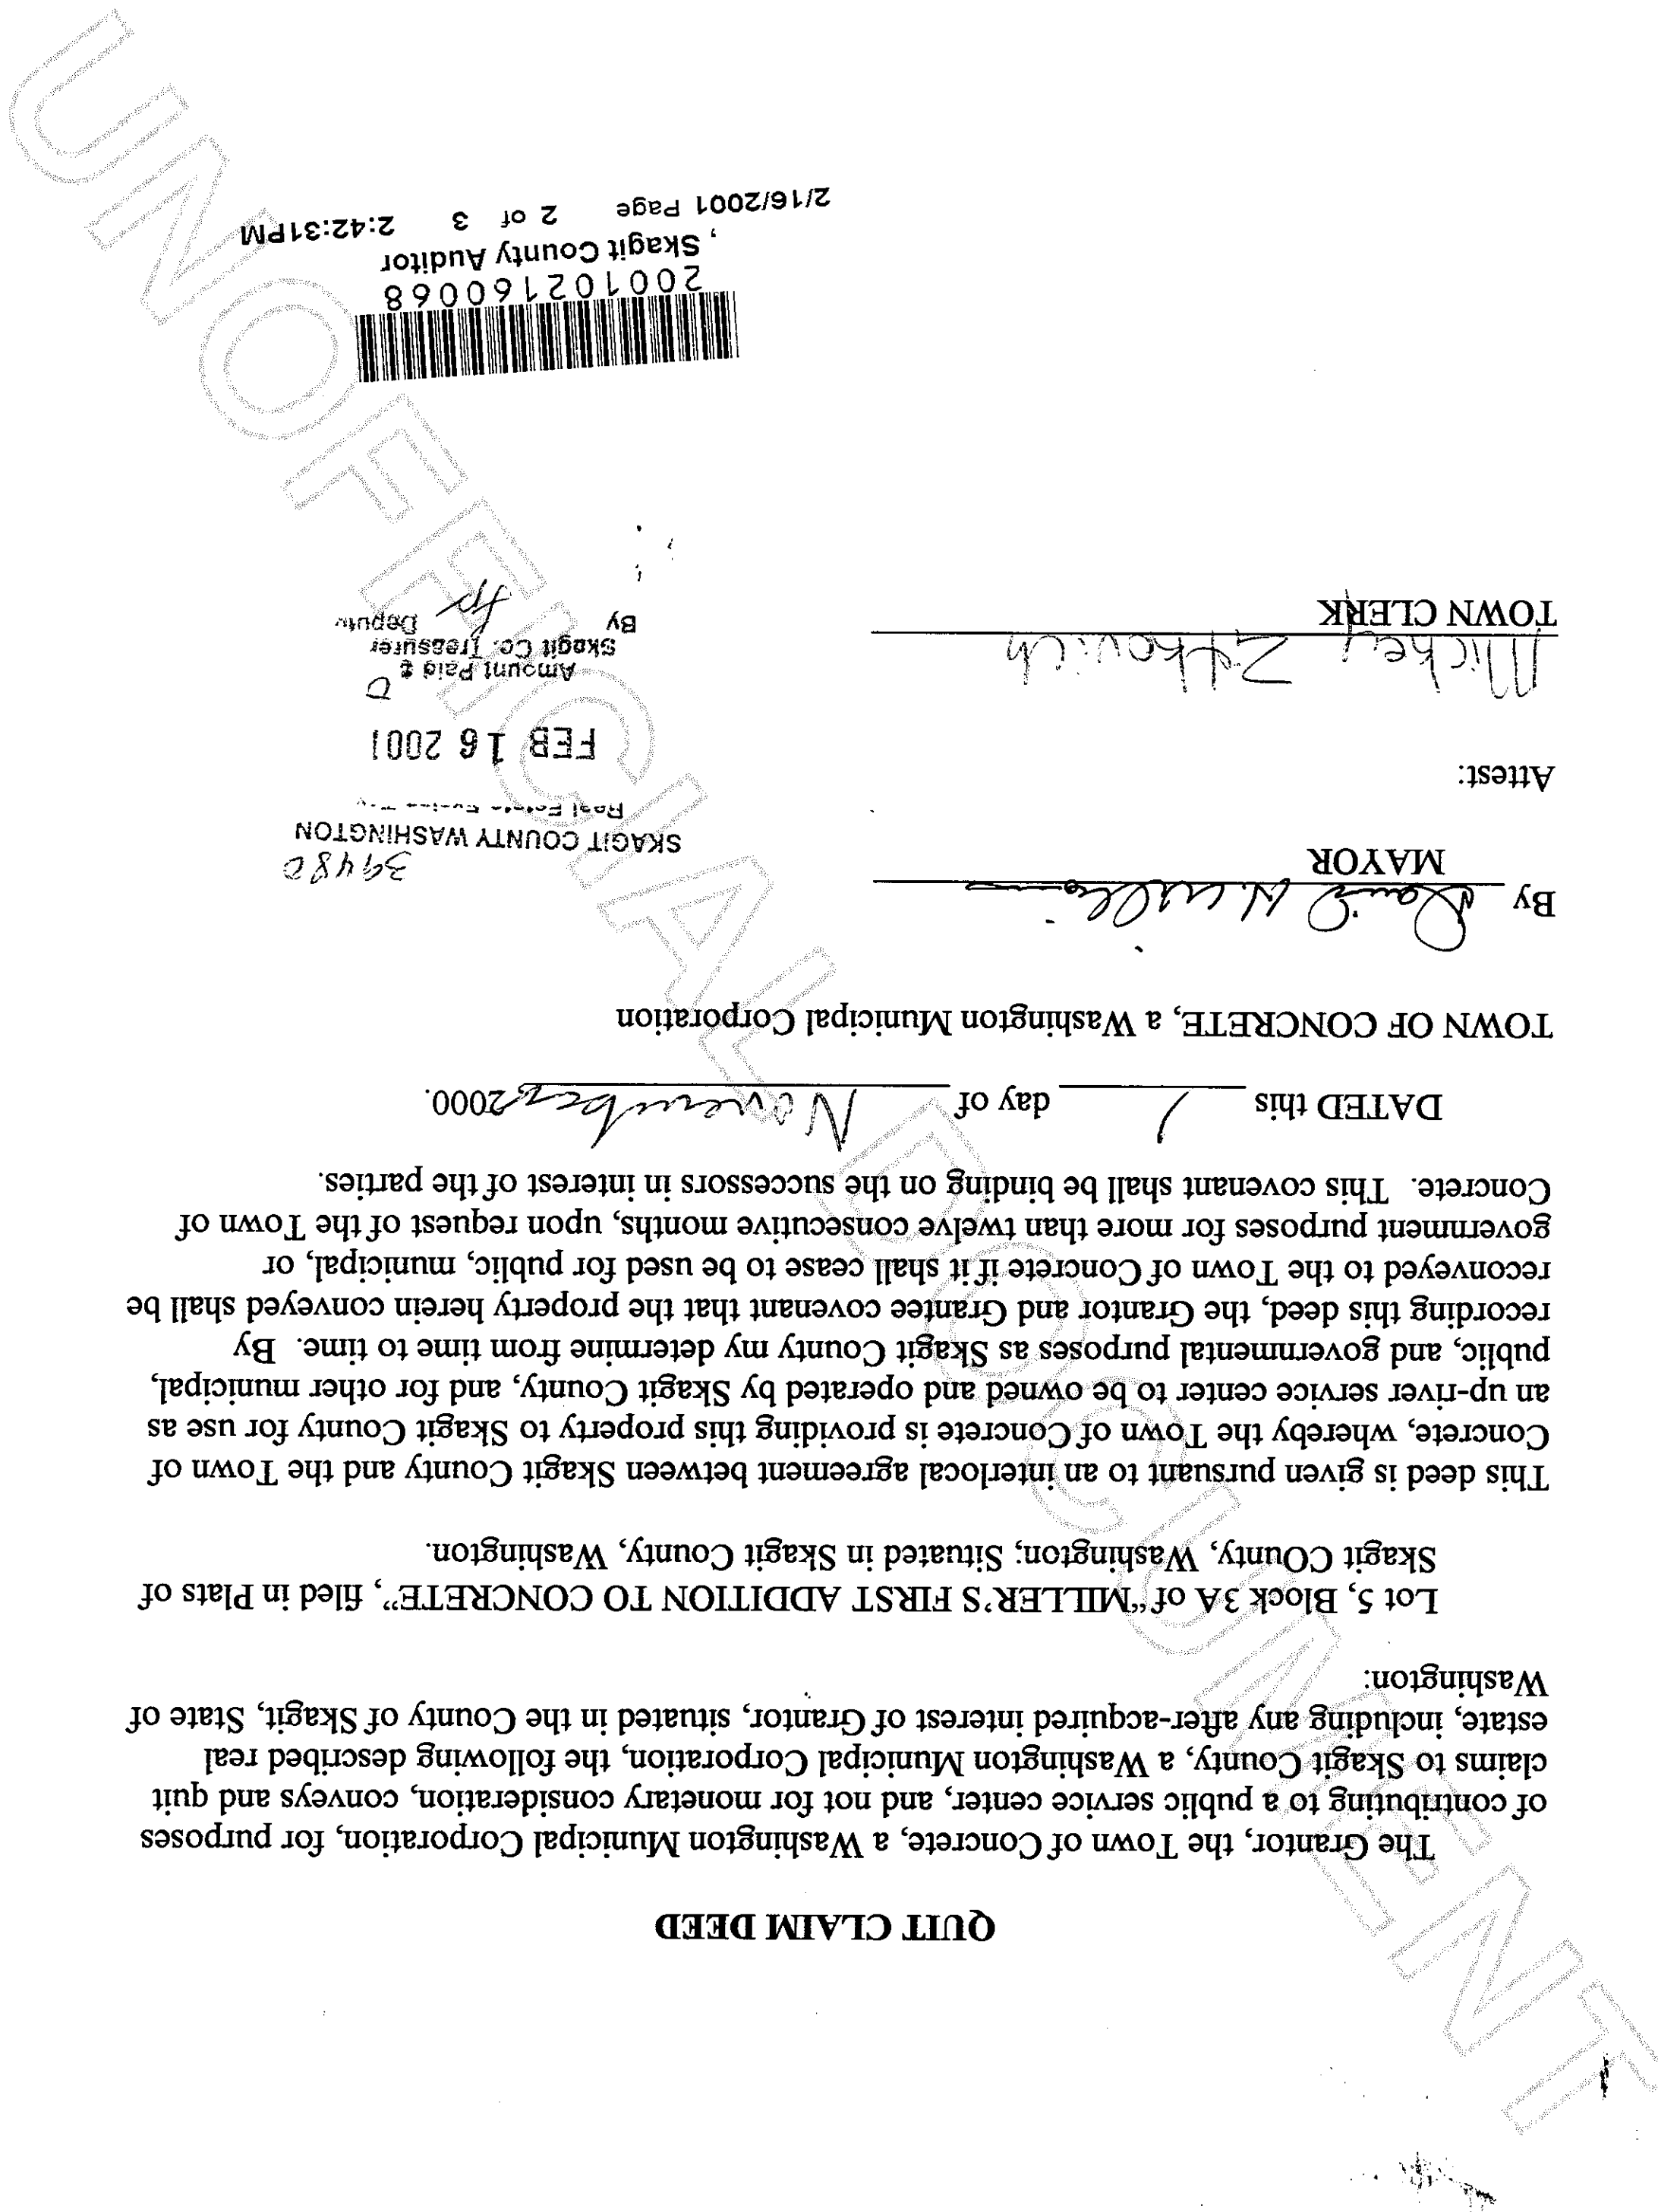 QUIT CLAIM DEED
The Grantor, the Town of Concrete, a Washington Municipal Corporation, for purposes
of contributing to a public service center, and not for monetary consideration, conveys and quit
claims to Skagit County, a Washington Municipal Corporation, the following described real
estate, including any after-acquired interest of Grantor, situated in the County of Skagit, State of
Washington:
Lot 5, Block 3A of “MILLER’S FIRST ADDITION TO CONCRETE”, filed in Plats of
Skagit COunty, Washington; Situated in Skagit County, Washington.
This deed is given pursuant to an interlocal agreement between Skagit County and the Town of
Concrete, whereby the Town of Concrete is providing this property to Skagit County for use as
an up-river service center to be owned and operated by Skagit County, and for other municipal,
public, and governmental purposes as Skagit County my determine from time to time. By
recording this deed, the Grantor and Grantee covenant that the property herein conveyed shall be
reconveyed to the Town of Concrete if it shall cease to be used for public, municipal, or
government purposes for more than twelve consecutive months, upon request of the Town of
Concrete. This covenant shall be binding on the successors in interest of the parties.
DATED this 1 day of November 2000.
TOWN OF CONCRETE, a Washington Municipal Corporation
By
MAYOR
Attest:
TOWN CLERK
39480
SKAGIT COUNTY WASHINGTON
Real Estate Excise Tax
FEB 16 2001
Amount Paid $ 0
Skagit Co. Treasurer
By Deputy
200102160068
, Skagit County Auditor
2/16/2001 Page 2 of 3 2:42:31PM
UNOFFICIAL DOCUMENT